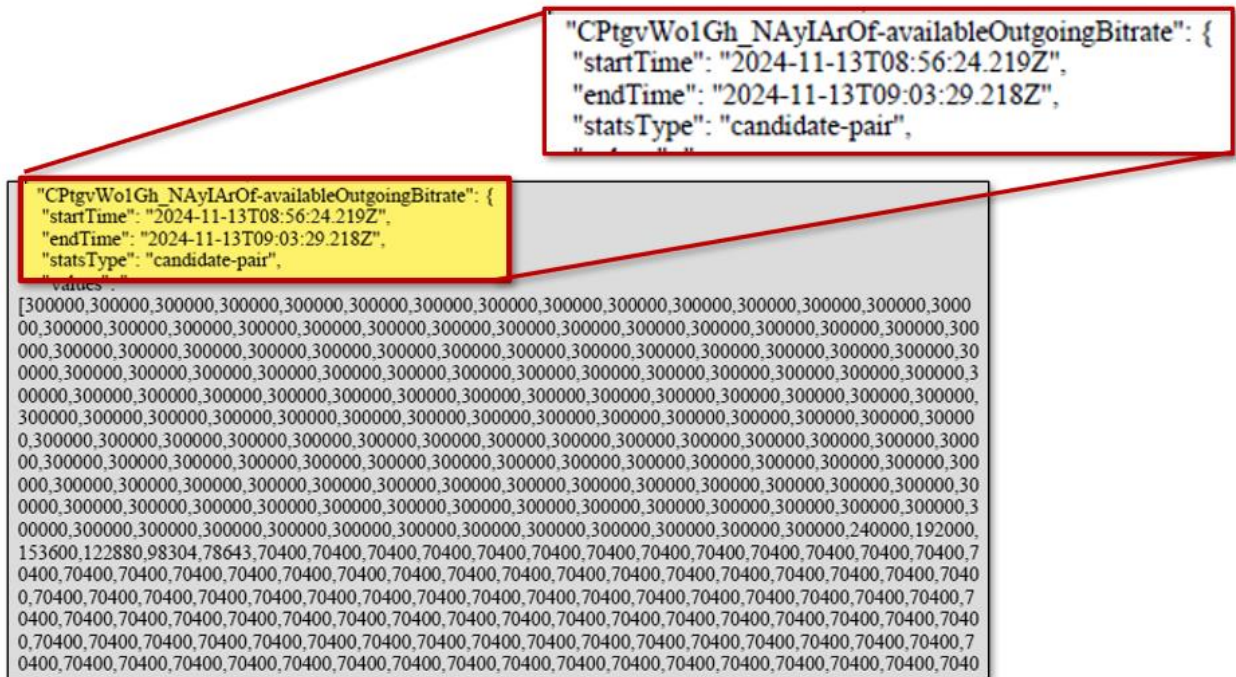 "CPtgvWo1Gh_NAyIArOf-availableOutgoingBitrate": {
"startTime": "2024-11-13T08:56:24.219Z",
"endTime": "2024-11-13T09:03:29.218Z",
"statsType": "candidate-pair",
"CPtgvWo1Gh_NAyIArOf-availableOutgoingBitrate": {
"startTime": "2024-11-13T08:56:24.219Z",
"endTime": "2024-11-13T09:03:29.218Z",
"statsType": "candidate-pair",
"values": "
[300000,300000,300000,300000,300000,300000,300000,300000,300000,300000,300000,300000,300000,300000,3000
00,300000,300000,300000,300000,300000,300000,300000,300000,300000,300000,300000,300000,300000,300000,300
000,300000,300000,300000,300000,300000,300000,300000,300000,300000,300000,300000,300000,300000,300000,30
0000,300000,300000,300000,300000,300000,300000,300000,300000,300000,300000,300000,300000,300000,300000,3
00000,300000,300000,300000,300000,300000,300000,300000,300000,300000,300000,300000,300000,300000,300000,
300000,300000,300000,300000,300000,300000,300000,300000,300000,300000,300000,300000,300000,300000,30000
0,300000,300000,300000,300000,300000,300000,300000,300000,300000,300000,300000,300000,300000,300000,3000
00,300000,300000,300000,300000,300000,300000,300000,300000,300000,300000,300000,300000,300000,300000,300
000,300000,300000,300000,300000,300000,300000,300000,300000,300000,300000,300000,300000,300000,300000,30
0000,300000,300000,300000,300000,300000,300000,300000,300000,300000,300000,300000,300000,300000,300000,3
00000,300000,300000,300000,300000,300000,300000,300000,300000,300000,300000,300000,300000,240000,192000,
153600,122880,98304,78643,70400,70400,70400,70400,70400,70400,70400,70400,70400,70400,70400,70400,70400,7
0400,70400,70400,70400,70400,70400,70400,70400,70400,70400,70400,70400,70400,70400,70400,70400,70400,7040
0,70400,70400,70400,70400,70400,70400,70400,70400,70400,70400,70400,70400,70400,70400,70400,70400,70400,7
0400,70400,70400,70400,70400,70400,70400,70400,70400,70400,70400,70400,70400,70400,70400,70400,70400,7040
0,70400,70400,70400,70400,70400,70400,70400,70400,70400,70400,70400,70400,70400,70400,70400,70400,70400,7
0400,70400,70400,70400,70400,70400,70400,70400,70400,70400,70400,70400,70400,70400,70400,70400,70400,7040